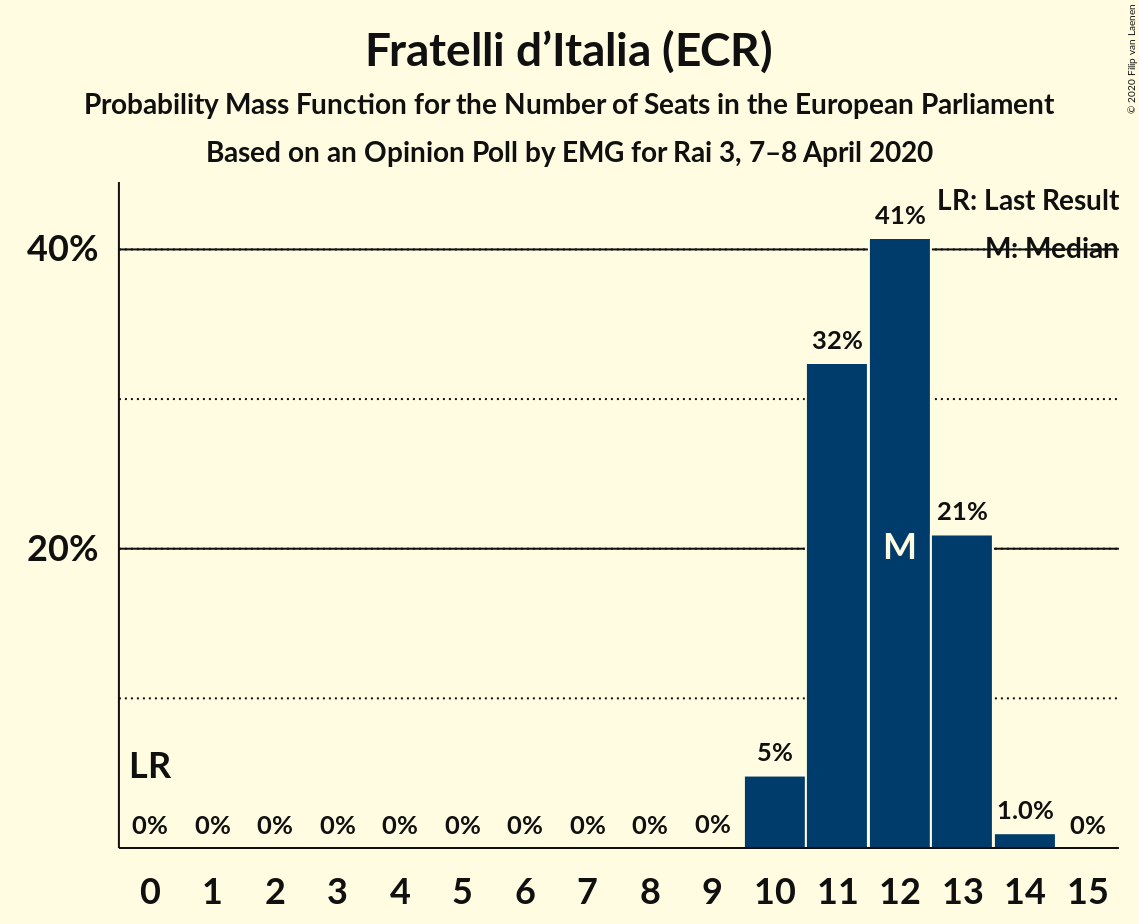 Fratelli d’Italia (ECR)
Probability Mass Function for the Number of Seats in the European Parliament
Based on an Opinion Poll by EMG for Rai 3, 7–8 April 2020
© 2020 Filip van Laenen
LR: Last Result
M: Median
40%
20%
41%
32%
21%
M
5%
1.0%
LR
0% 0% 0% 0% 0% 0% 0% 0% 0% 0% 0%
0 1 2 3 4 5 6 7 8 9 10 11 12 13 14 15